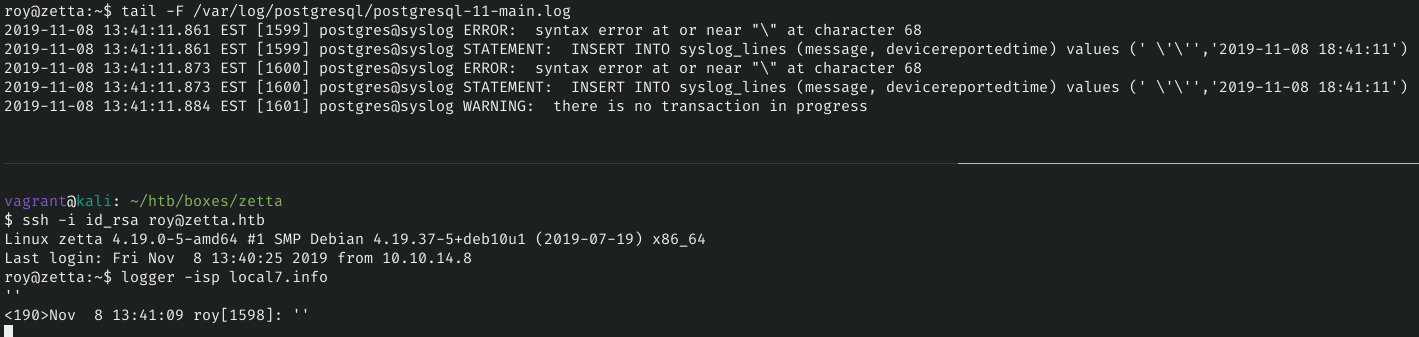 roy@zetta:~$ tail -F /var/log/postgresql/postgresql-11-main.log
2019-11-08 13:41:11.861 EST [1599] postgres@syslog ERROR:  syntax error at or near "\" at character 68
2019-11-08 13:41:11.861 EST [1599] postgres@syslog STATEMENT:  INSERT INTO syslog_lines (message, devicereportedtime) values (' \'\'','2019-11-08 18:41:11')
2019-11-08 13:41:11.873 EST [1600] postgres@syslog ERROR:  syntax error at or near "\" at character 68
2019-11-08 13:41:11.873 EST [1600] postgres@syslog STATEMENT:  INSERT INTO syslog_lines (message, devicereportedtime) values (' \'\'','2019-11-08 18:41:11')
2019-11-08 13:41:11.884 EST [1601] postgres@syslog WARNING:  there is no transaction in progress
vagrant@kali: ~/htb/boxes/zetta
$ ssh -i id_rsa roy@zetta.htb
Linux zetta 4.19.0-5-amd64 #1 SMP Debian 4.19.37-5+deb10u1 (2019-07-19) x86_64
Last login: Fri Nov  8 13:40:25 2019 from 10.10.14.8
roy@zetta:~$ logger -isp local7.info
''
<190>Nov  8 13:41:09 roy[1598]: ''